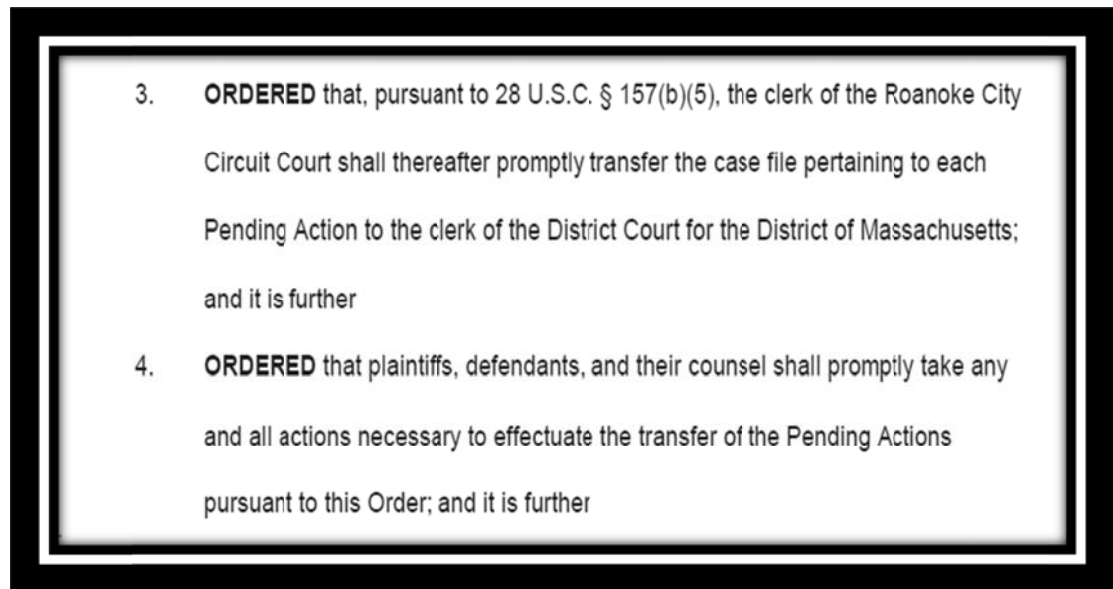 3. ORDERED that, pursuant to 28 U.S.C. § 157(b)(5), the clerk of the Roanoke City
Circuit Court shall thereafter promptly transfer the case file pertaining to each
Pending Action to the clerk of the District Court for the District of Massachusetts;
and it is further
4. ORDERED that plaintiffs, defendants, and their counsel shall promptly take any
and all actions necessary to effectuate the transfer of the Pending Actions
pursuant to this Order; and it is further